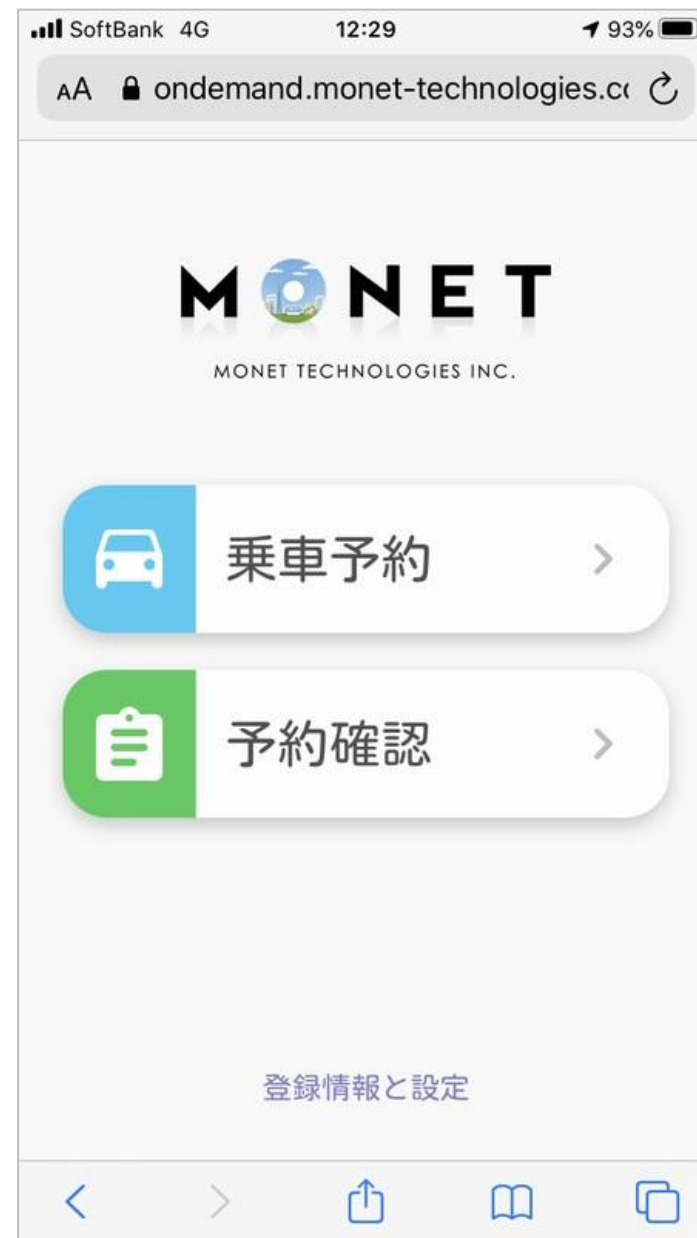 SoftBank 4G 12:29 93%
AA ondemand.monet-technologies.c
MONET
MONET TECHNOLOGIES INC.
乗車予約
予約確認
登録情報と設定